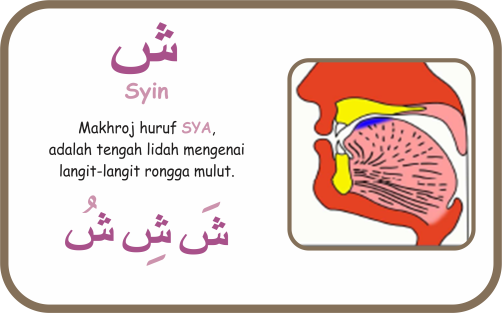 ش
Syin
Makhroj huruf SYA,
adalah tengah lidah mengenai
langit-langit rongga mulut.
شَ شِ شُ